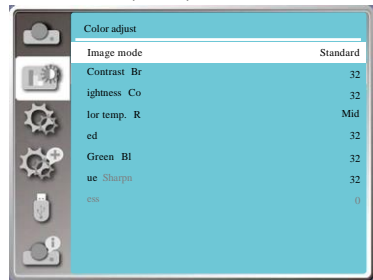 Color adjust
Image mode Standard
Contrast Br 32
ightness Co 32
lor temp. R Mid
ed 32
Green Bl 32
ue Sharpn 32
ess 0